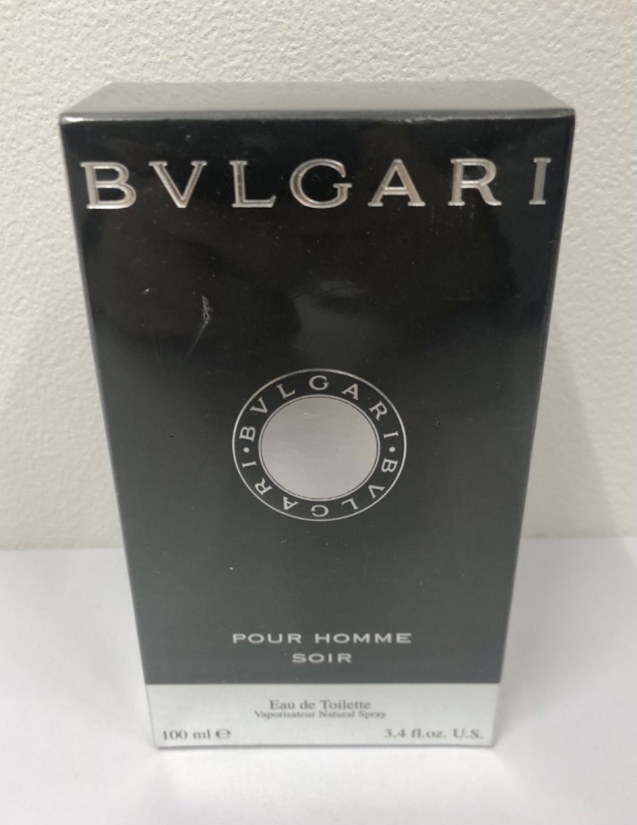 BVLGARI
BVLGARI • BVLGARI •
POUR HOMME
SOIR
Eau de Toilette
Vaporisateur Natural Spray
100 ml ℮ 3.4 fl.oz. U.S.